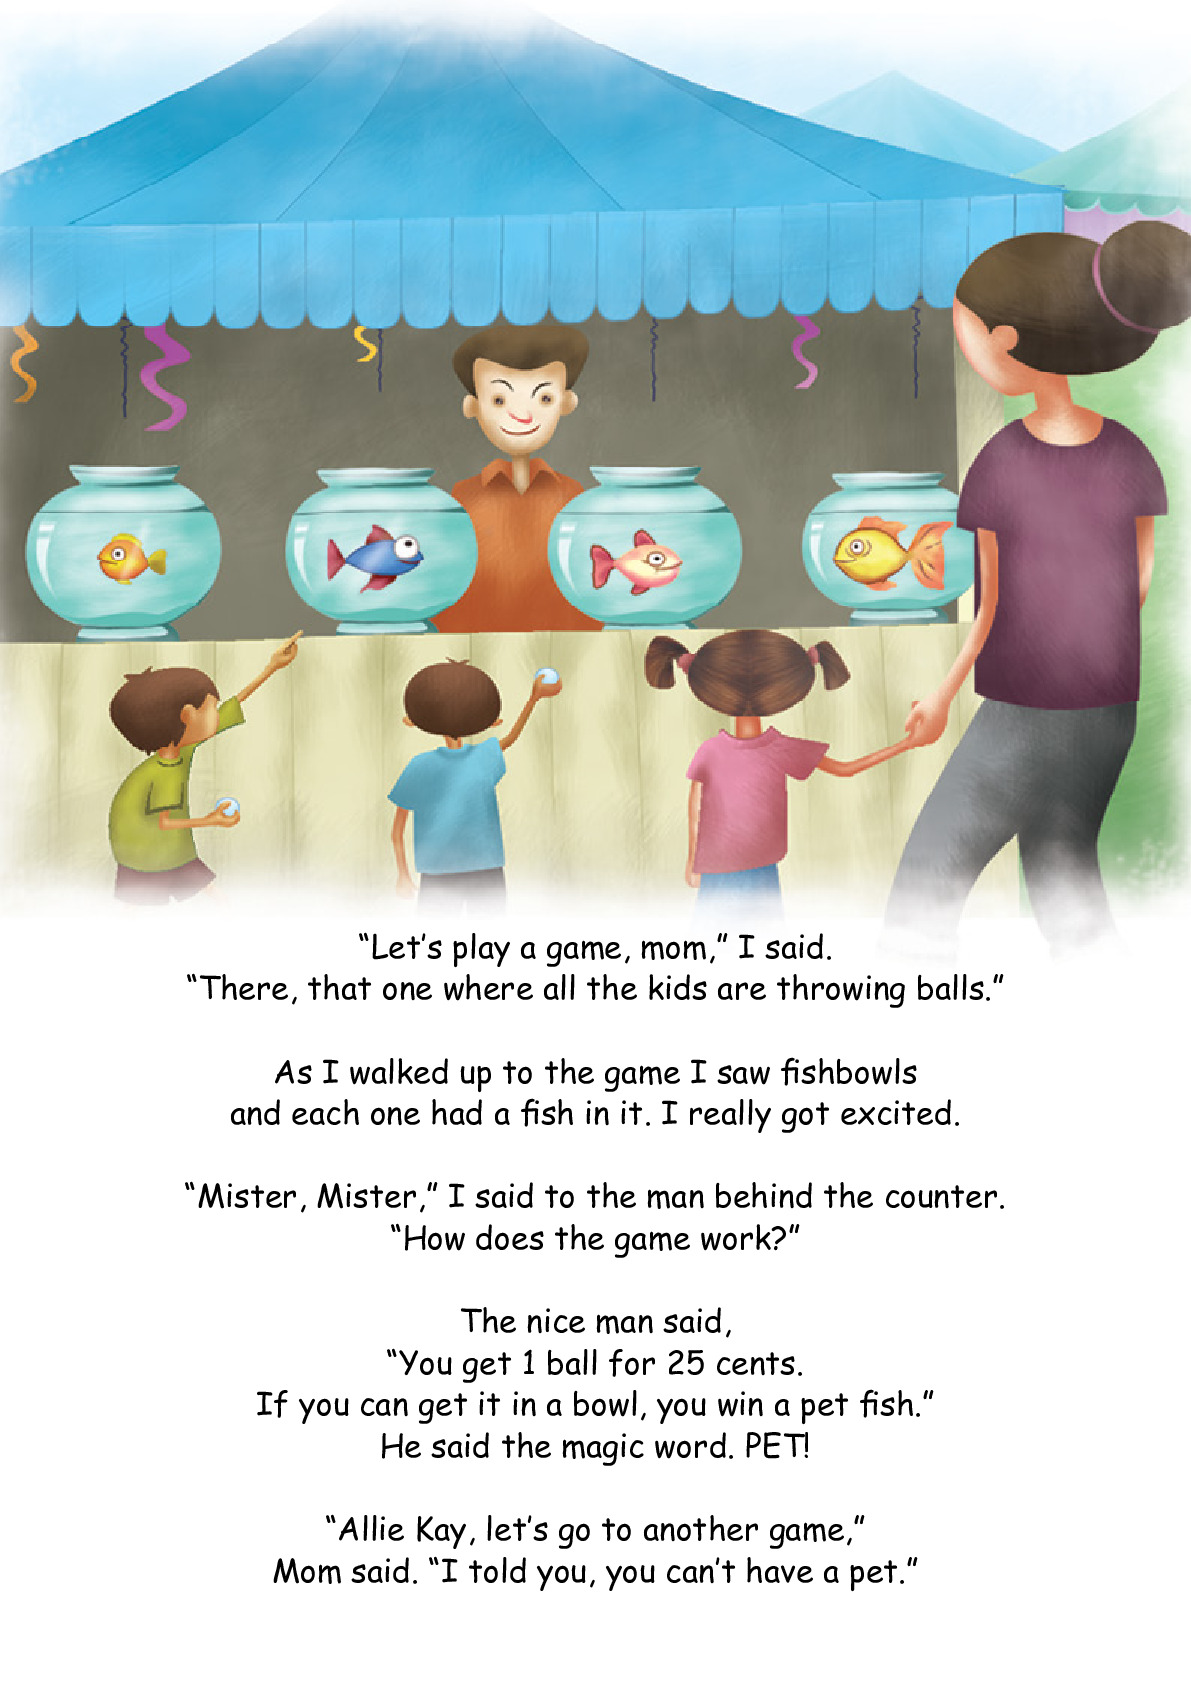 “Let’s play a game, mom,” I said.
“There, that one where all the kids are throwing balls.”
As I walked up to the game I saw fishbowls
and each one had a fish in it. I really got excited.
“Mister, Mister,” I said to the man behind the counter.
“How does the game work?”
The nice man said,
“You get 1 ball for 25 cents.
If you can get it in a bowl, you win a pet fish.”
He said the magic word. PET!
“Allie Kay, let’s go to another game,”
Mom said. “I told you, you can’t have a pet.”